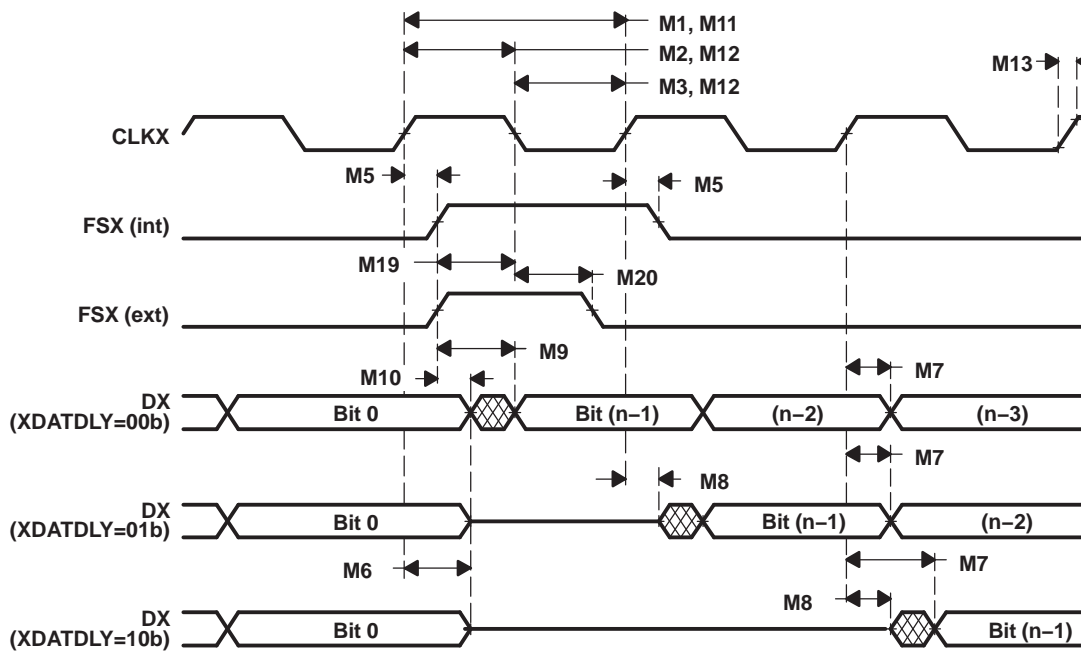 M1, M11
M2, M12
M13
M3, M12
CLKX
M5
M5
FSX (int)
M19
M20
FSX (ext)
M9
M10
M7
DX
(XDATDLY=00b)
Bit 0
Bit (n−1)
(n−2)
(n−3)
M7
M8
DX
(XDATDLY=01b)
Bit 0
Bit (n−1)
(n−2)
M6
M7
M8
DX
(XDATDLY=10b)
Bit 0
Bit (n−1)